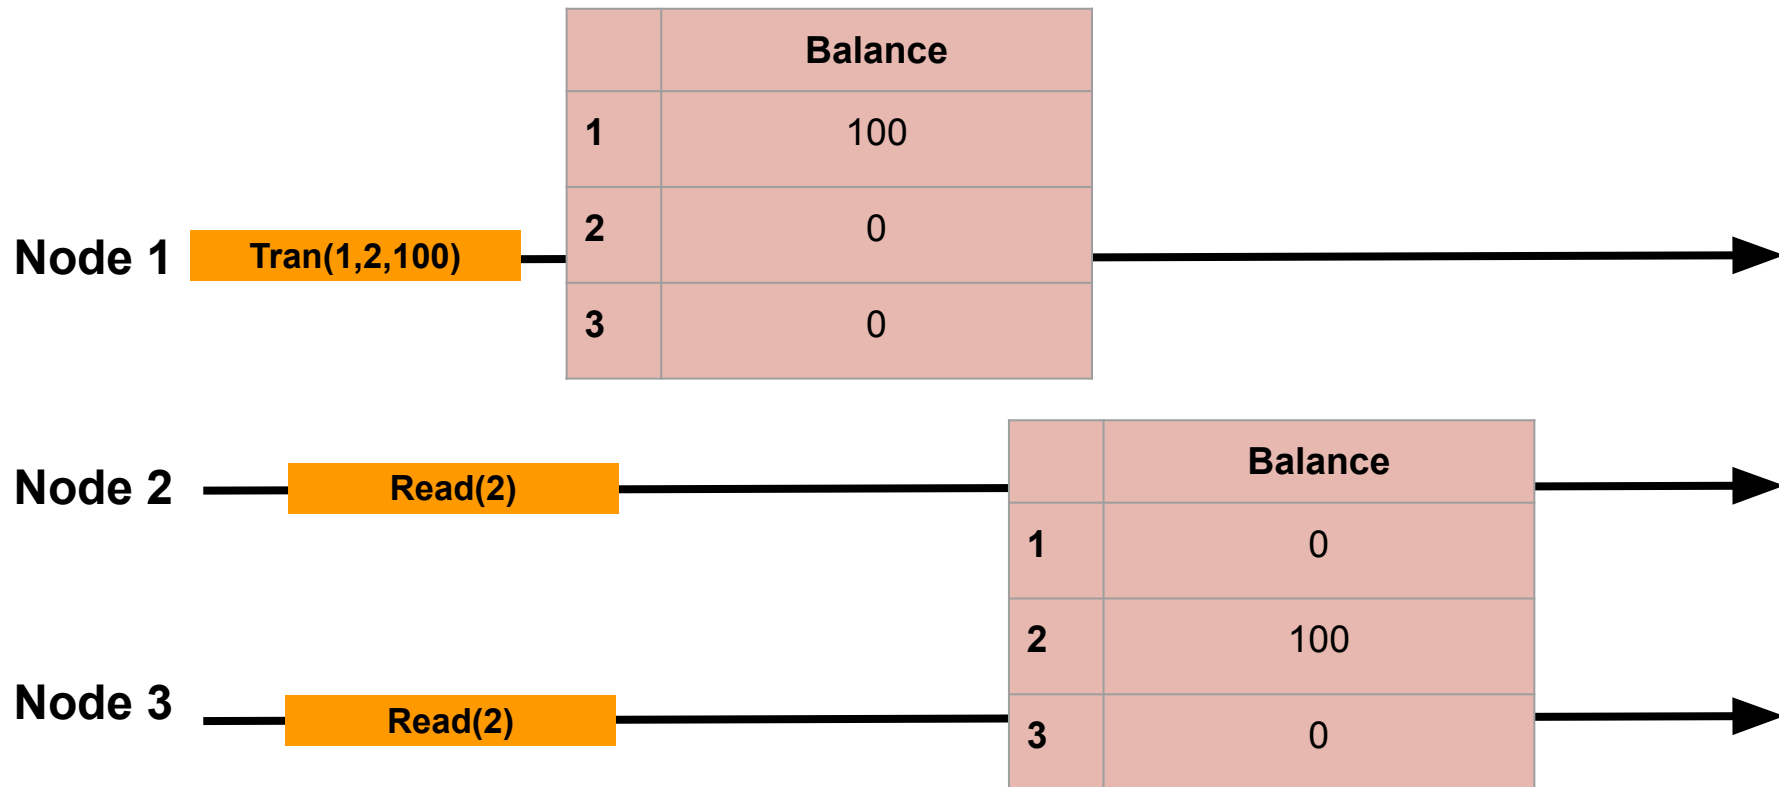 Balance
1 100
2 0
Node 1 Tran(1,2,100)
3 0
Balance
Node 2 Read(2)
1 0
2 100
Node 3 Read(2)
3 0